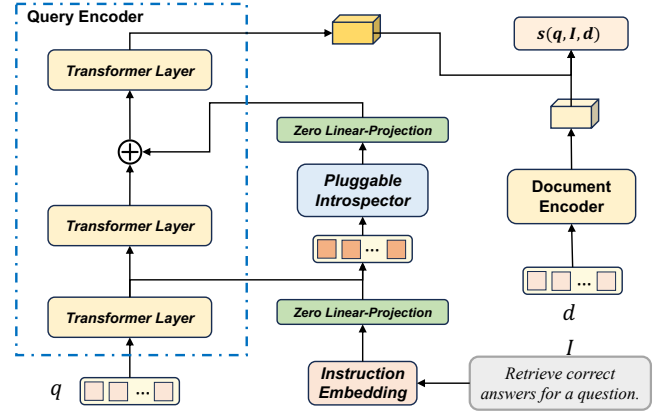 Query Encoder
Transformer Layer
s(q, I, d)
Zero Linear-Projection
Pluggable
Introspector
Document
Encoder
Transformer Layer
...
...
Transformer Layer
Zero Linear-Projection
d
I
q
...
Instruction
Embedding
Retrieve correct
answers for a question.